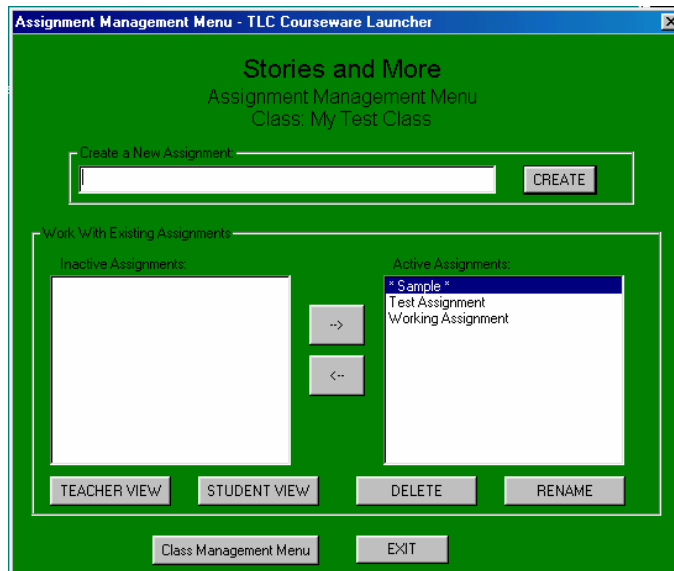 Assignment Management Menu - TLC Courseware Launcher
Stories and More
Assignment Management Menu
Class: My Test Class
Create a New Assignment:
CREATE
Work With Existing Assignments
Inactive Assignments:
Active Assignments:
* Sample *
Test Assignment
Working Assignment
-->
<--
TEACHER VIEW
STUDENT VIEW
DELETE
RENAME
Class Management Menu
EXIT